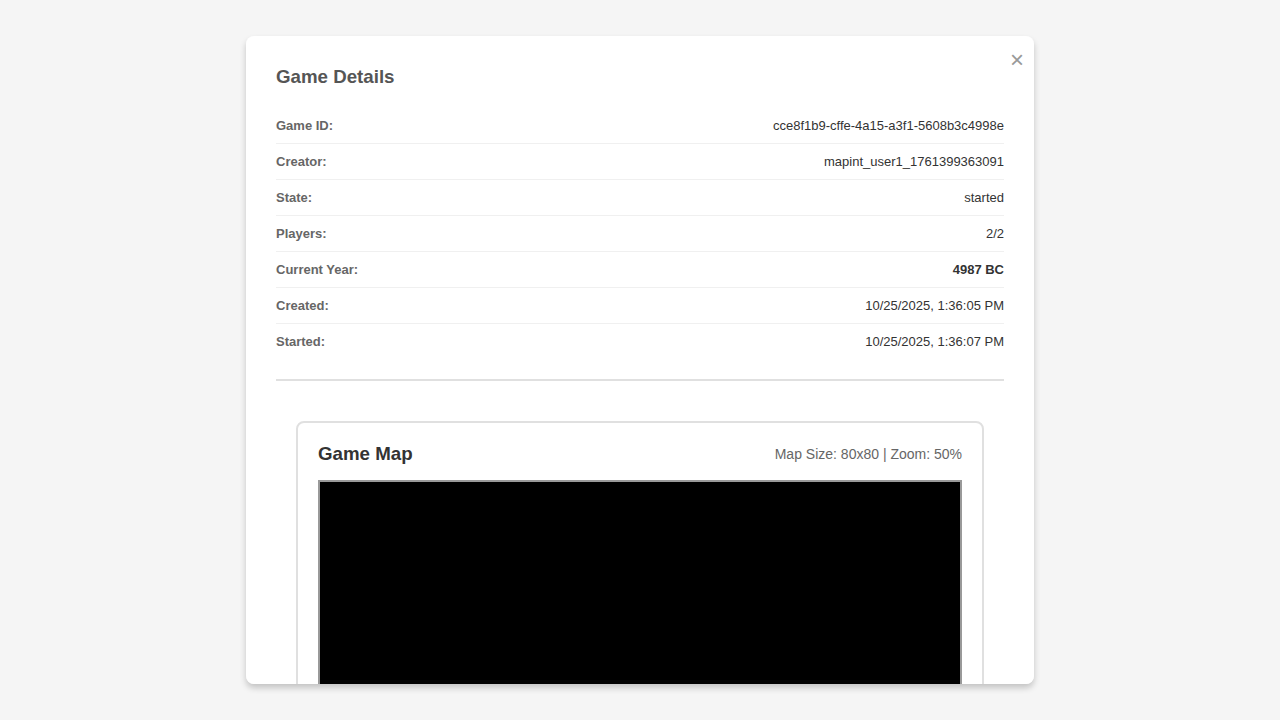 ×
Game Details
Game ID: cce8f1b9-cffe-4a15-a3f1-5608b3c4998e
Creator: mapint_user1_1761399363091
State: started
Players: 2/2
Current Year: 4987 BC
Created: 10/25/2025, 1:36:05 PM
Started: 10/25/2025, 1:36:07 PM
Game Map Map Size: 80x80 | Zoom: 50%